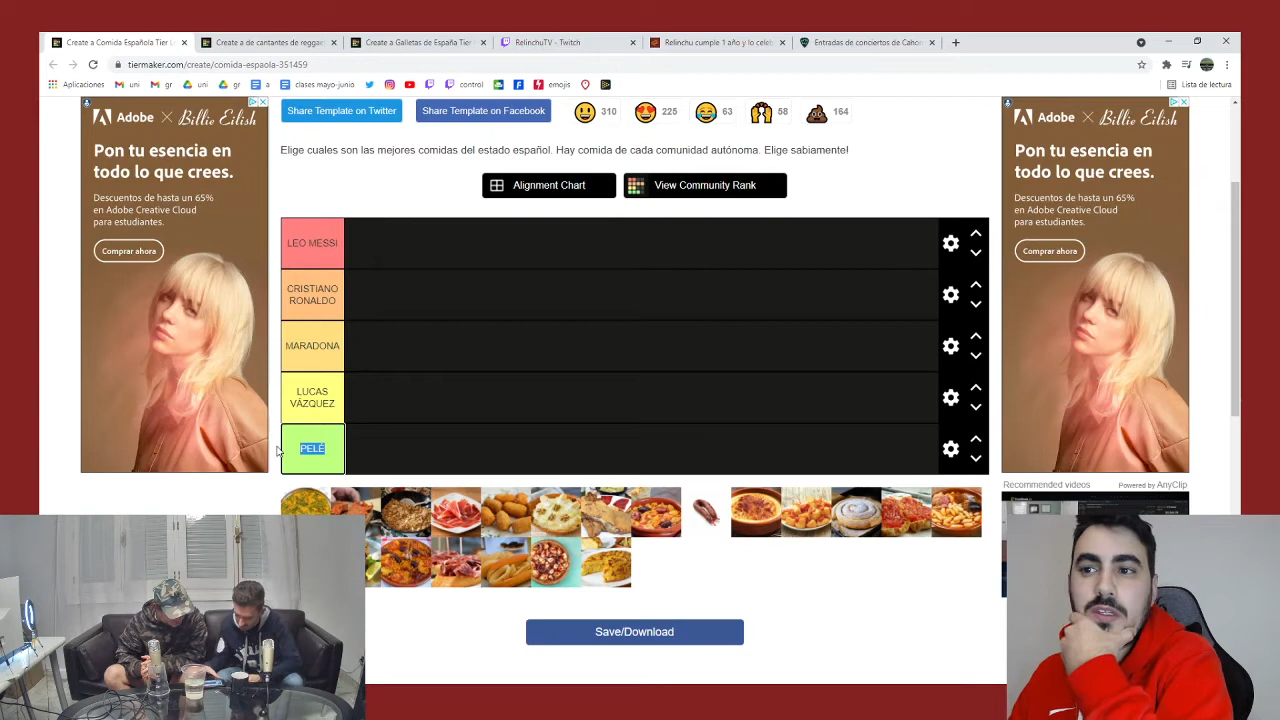 Create a Comida Española Tier L
Create a de cantantes de reggae
Create a Galletas de España Tier
RelinchuTV - Twitch
Relinchu cumple 1 año y lo celeb
Entradas de conciertos de Cahor
tiermaker.com/create/comida-espaola-351459
Aplicaciones
uni
gr
uni
gr
a
clases mayo-junio
control
emojis
Lista de lectura
Share Template on Twitter
Share Template on Facebook
310
225
63
58
164
Elige cuales son las mejores comidas del estado español. Hay comida de cada comunidad autónoma. Elige sabiamente!
Alignment Chart
View Community Rank
Adobe × Billie Eilish
Pon tu esencia en
todo lo que crees.
Descuentos de hasta un 65%
en Adobe Creative Cloud
para estudiantes.
Comprar ahora
LEO MESSI
CRISTIANO
RONALDO
MARADONA
LUCAS
VÁZQUEZ
PELÉ
Adobe × Billie Eilish
Pon tu esencia en
todo lo que crees.
Descuentos de hasta un 65%
en Adobe Creative Cloud
para estudiantes.
Comprar ahora
Recommended videos
Powered by AnyClip
Save/Download